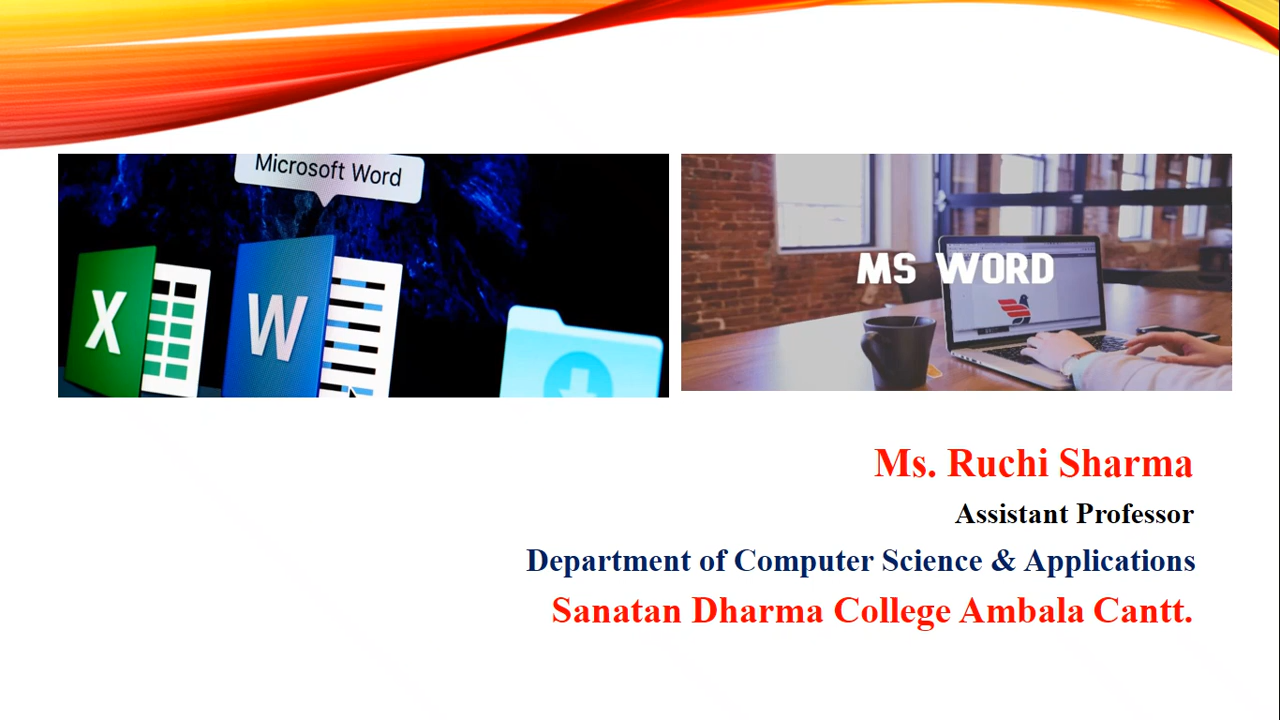 Microsoft Word
X
W
MS WORD
Ms. Ruchi Sharma
Assistant Professor
Department of Computer Science & Applications
Sanatan Dharma College Ambala Cantt.